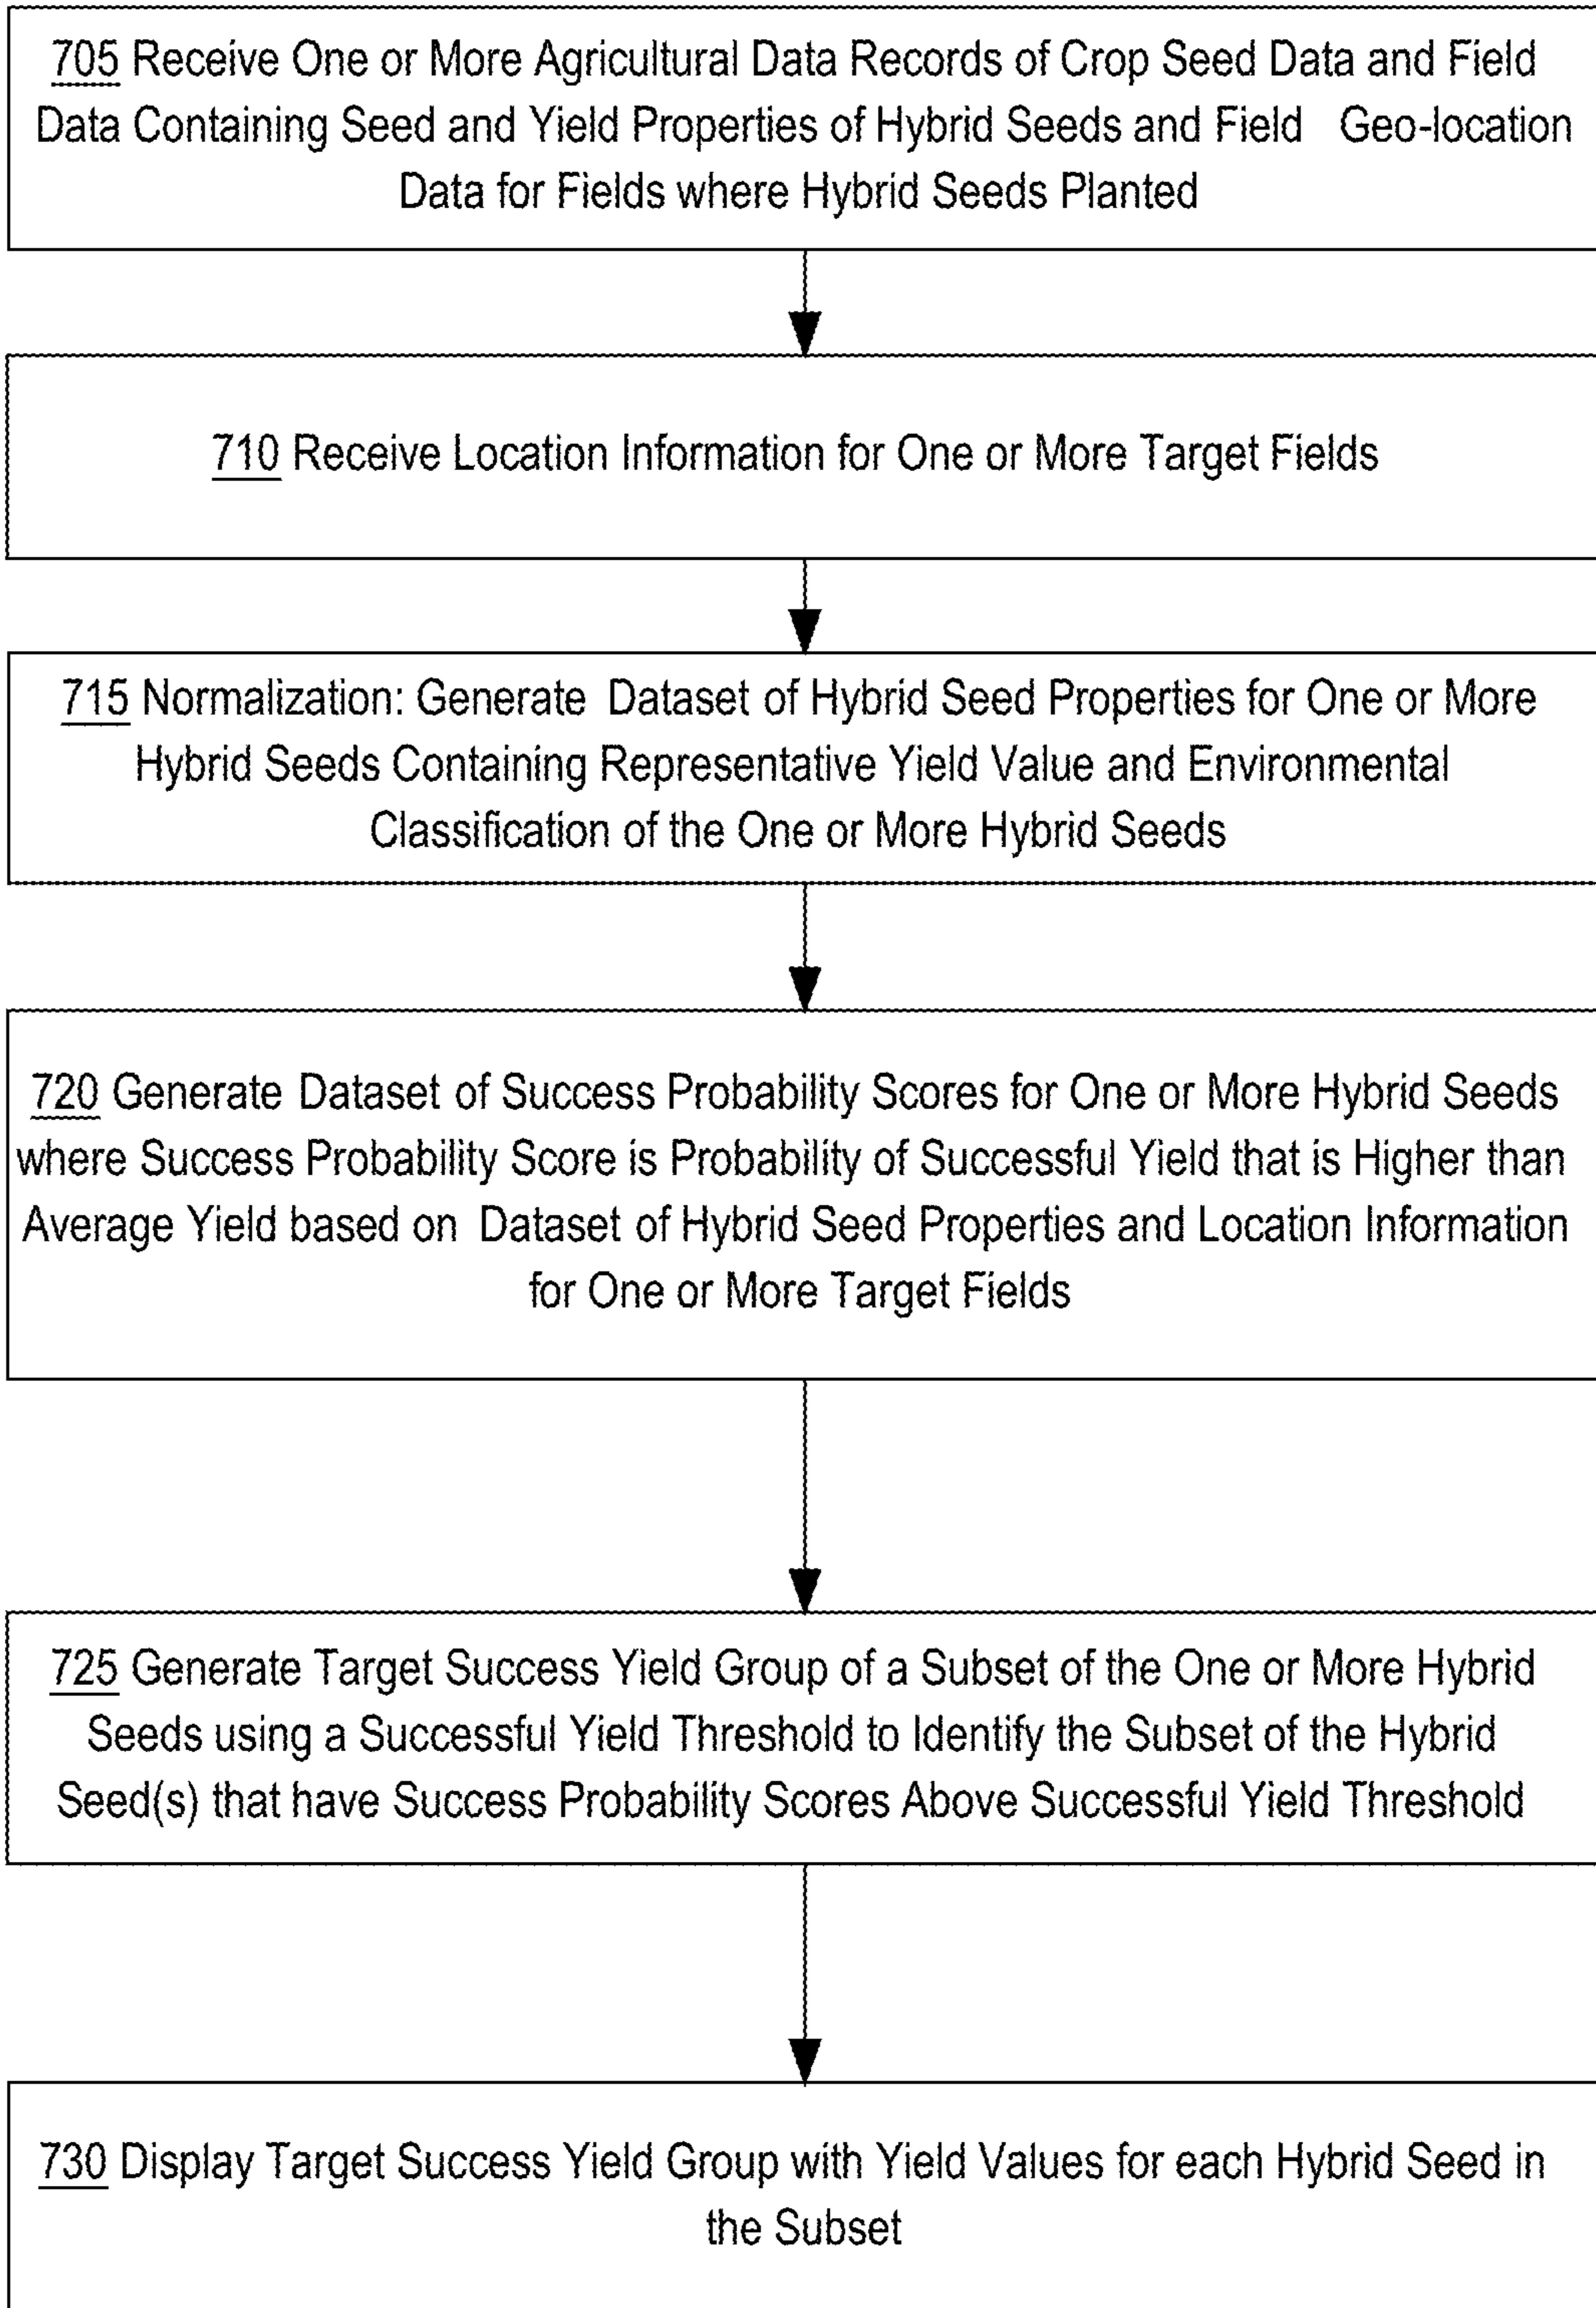 705 Receive One or More Agricultural Data Records of Crop Seed Data and Field
Data Containing Seed and Yield Properties of Hybrid Seeds and Field Geo-location
Data for Fields where Hybrid Seeds Planted
710 Receive Location Information for One or More Target Fields
715 Normalization: Generate Dataset of Hybrid Seed Properties for One or More
Hybrid Seeds Containing Representative Yield Value and Environmental
Classification of the One or More Hybrid Seeds
720 Generate Dataset of Success Probability Scores for One or More Hybrid Seeds
where Success Probability Score is Probability of Successful Yield that is Higher than
Average Yield based on Dataset of Hybrid Seed Properties and Location Information
for One or More Target Fields
725 Generate Target Success Yield Group of a Subset of the One or More Hybrid
Seeds using a Successful Yield Threshold to Identify the Subset of the Hybrid
Seed(s) that have Success Probability Scores Above Successful Yield Threshold
730 Display Target Success Yield Group with Yield Values for each Hybrid Seed in
the Subset